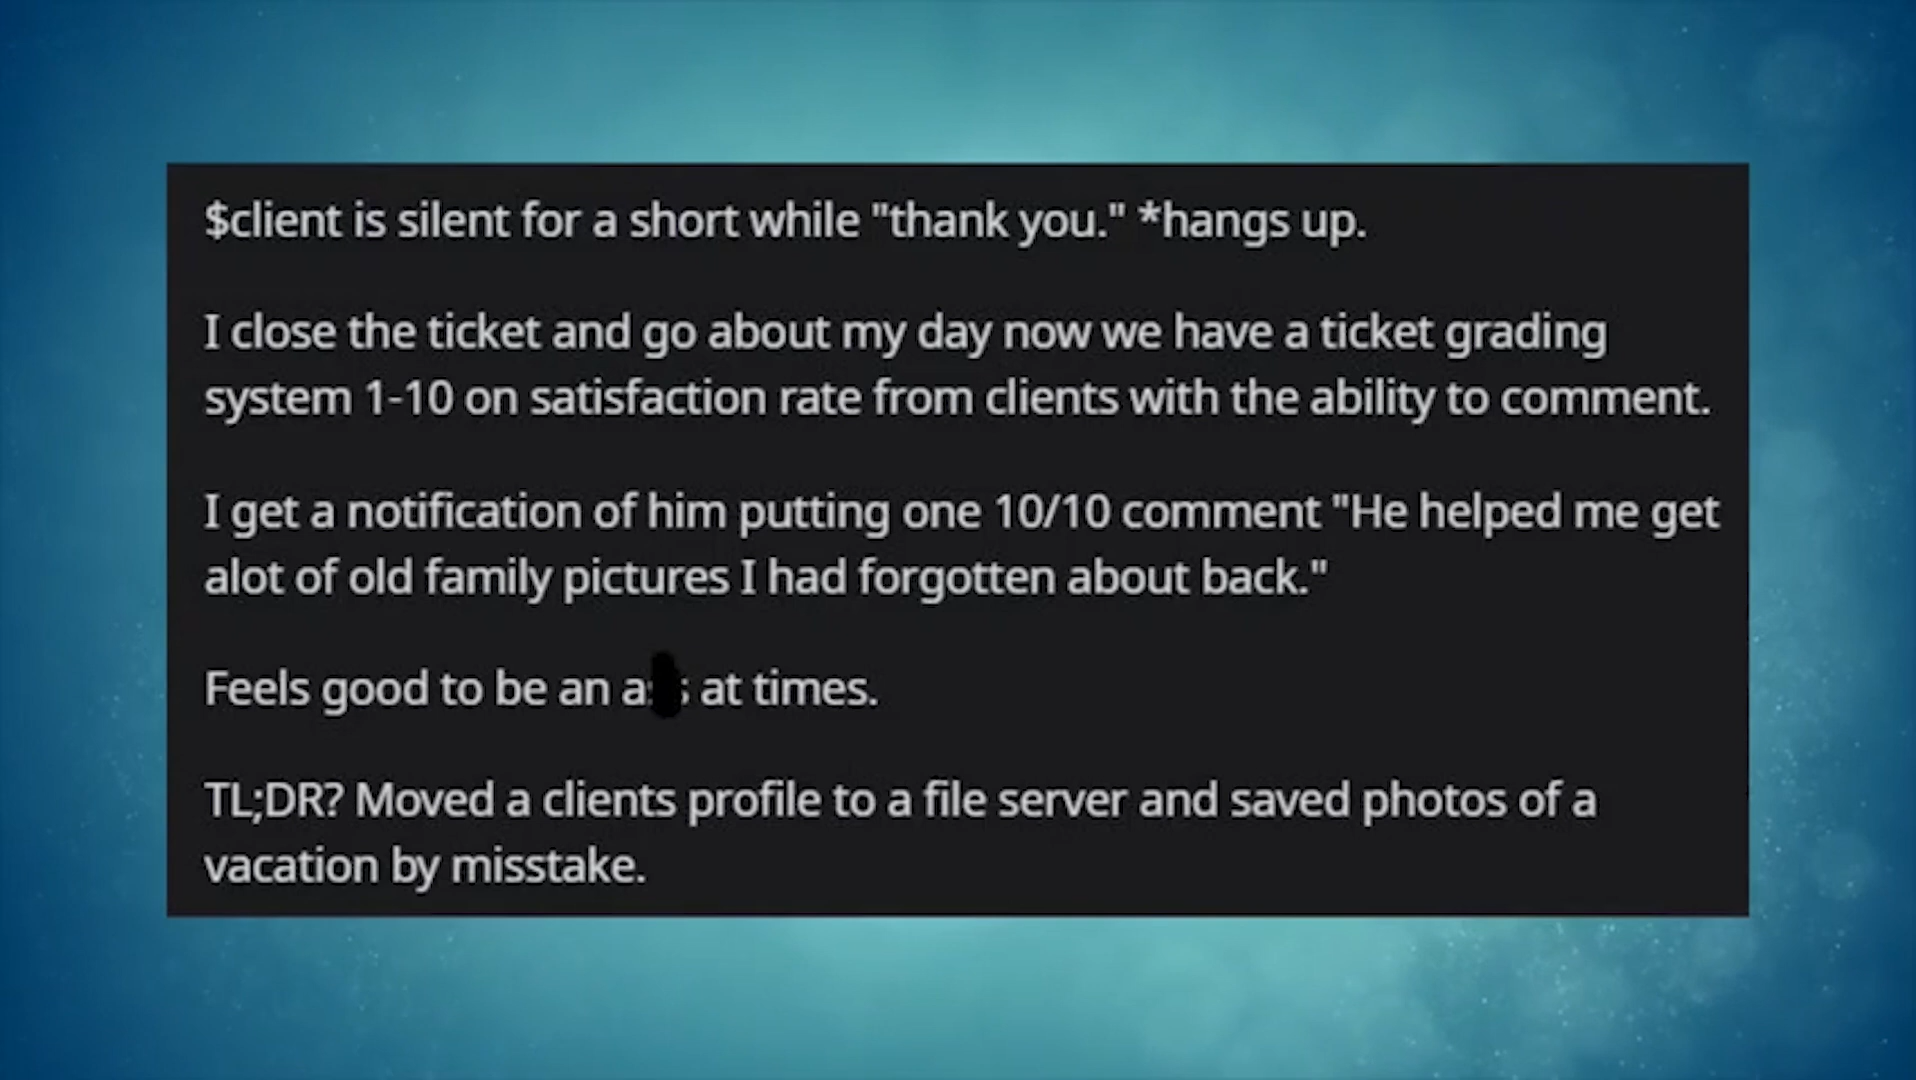 $client is silent for a short while "thank you." *hangs up.
I close the ticket and go about my day now we have a ticket grading
system 1-10 on satisfaction rate from clients with the ability to comment.
I get a notification of him putting one 10/10 comment "He helped me get
alot of old family pictures I had forgotten about back."
Feels good to be an at times.
TL;DR? Moved a clients profile to a file server and saved photos of a
vacation by misstake.